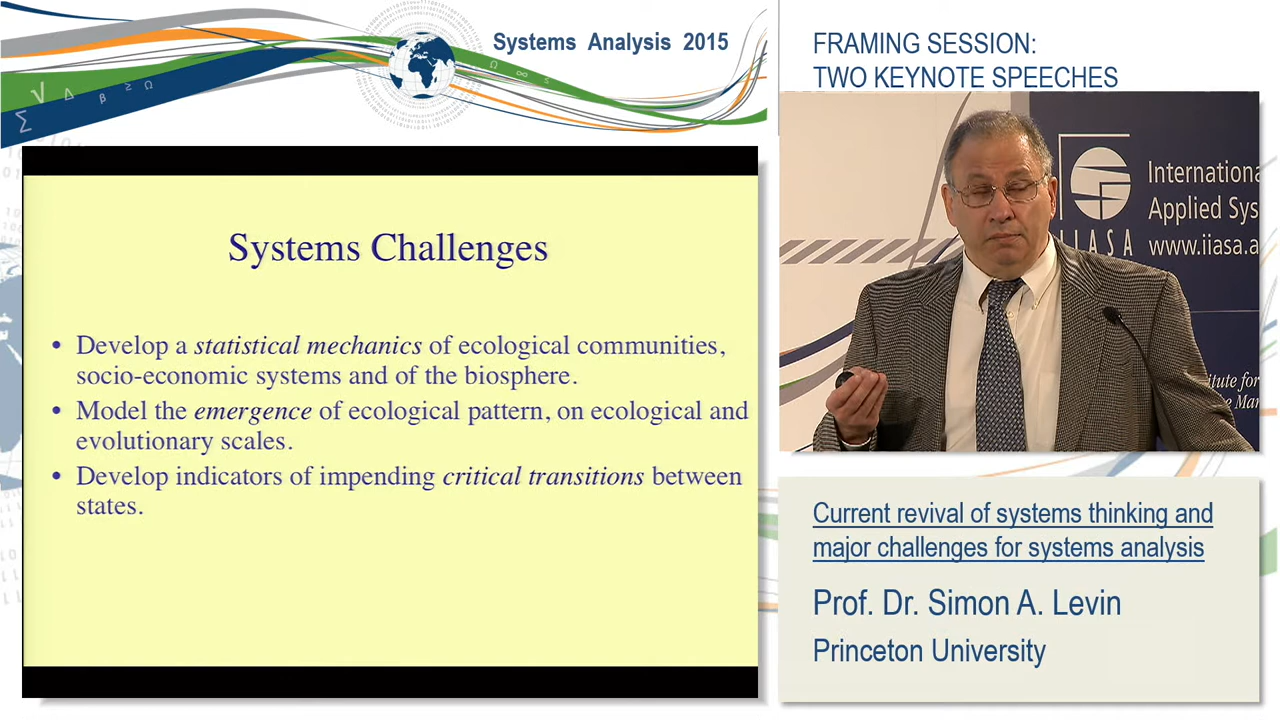 Systems Analysis 2015
FRAMING SESSION:
TWO KEYNOTE SPEECHES
Systems Challenges
• Develop a statistical mechanics of ecological communities,
socio-economic systems and of the biosphere.
• Model the emergence of ecological pattern, on ecological and
evolutionary scales.
• Develop indicators of impending critical transitions between
states.
IIASA
Internationa
Applied Sys
www.iiasa.a
itute for
Current revival of systems thinking and
major challenges for systems analysis
Prof. Dr. Simon A. Levin
Princeton University